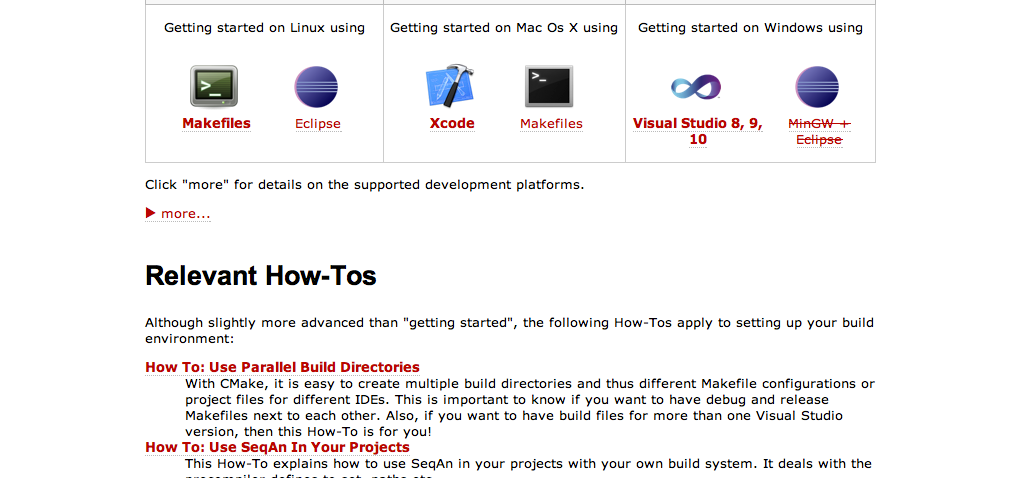 Getting started on Linux using
Getting started on Mac Os X using
Getting started on Windows using
Makefiles
Eclipse
Xcode
Makefiles
Visual Studio 8, 9,
10
MinGW +
Eclipse
Click "more" for details on the supported development platforms.
more...
Relevant How-Tos
Although slightly more advanced than "getting started", the following How-Tos apply to setting up your build
environment:
How To: Use Parallel Build Directories
With CMake, it is easy to create multiple build directories and thus different Makefile configurations or
project files for different IDEs. This is important to know if you want to have debug and release
Makefiles next to each other. Also, if you want to have build files for more than one Visual Studio
version, then this How-To is for you!
How To: Use SeqAn In Your Projects
This How-To explains how to use SeqAn in your projects with your own build system. It deals with the